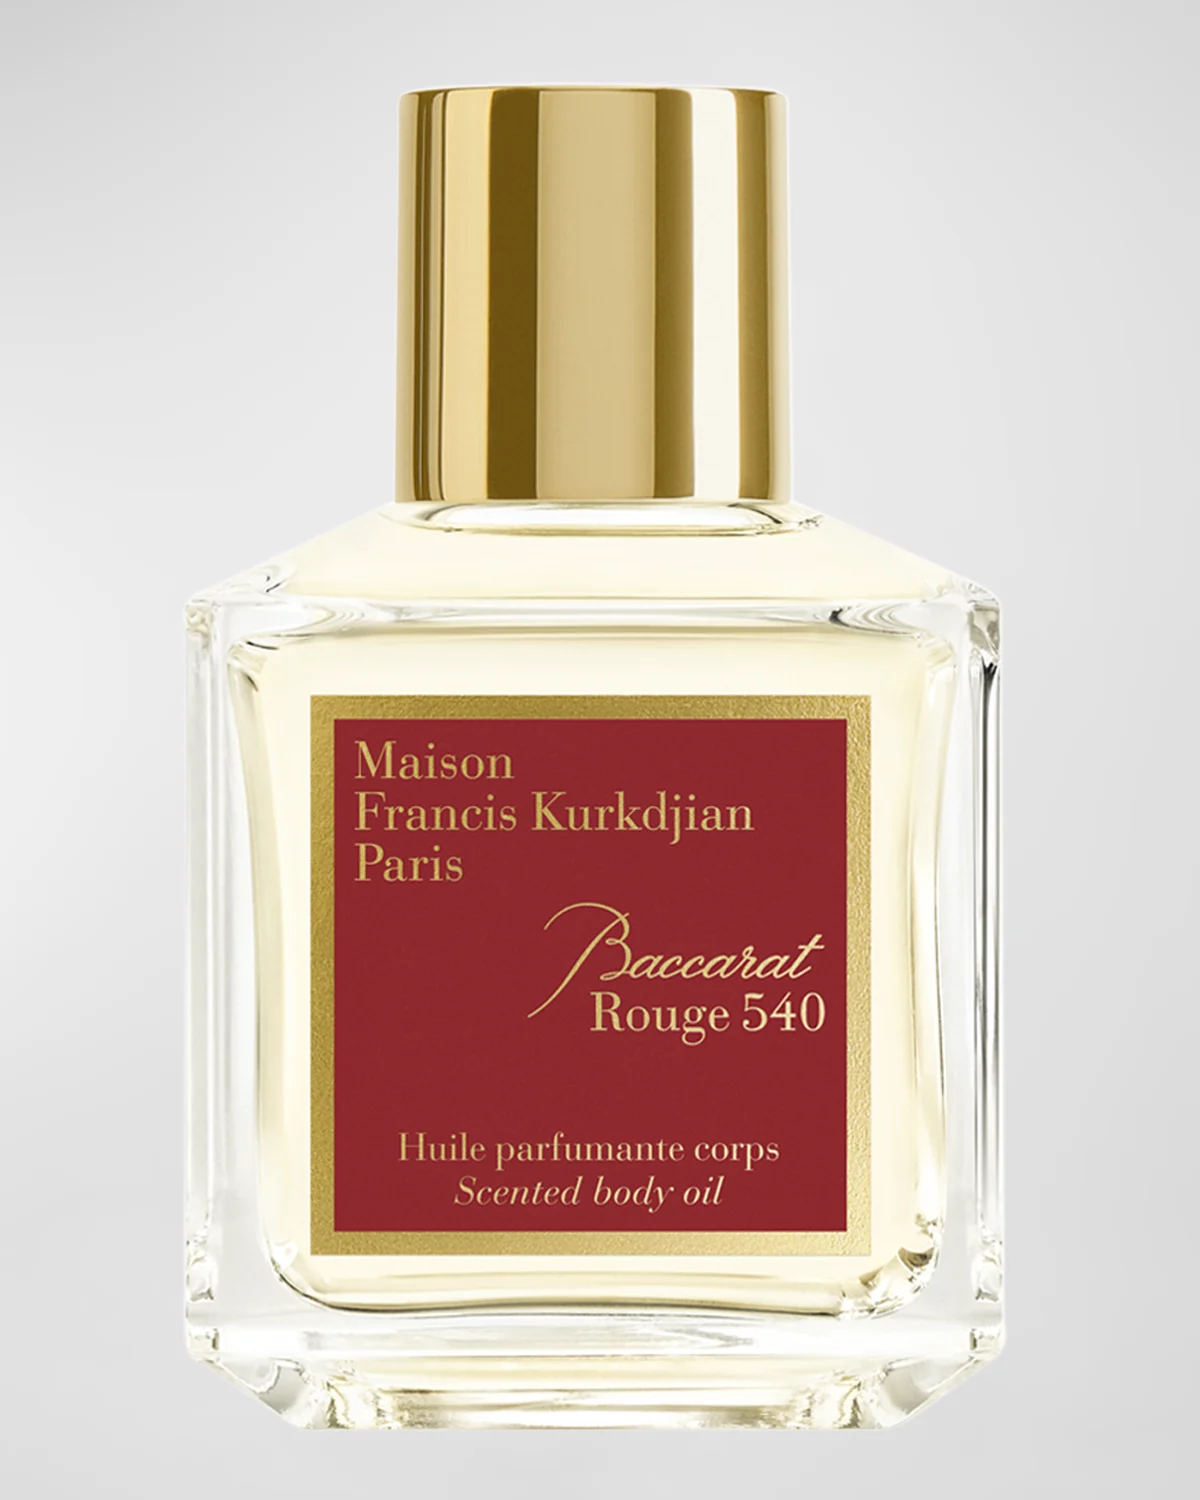 Maison
Francis Kurkdjian
Paris
Baccarat
Rouge 540
Huile parfumante corps
Scented body oil